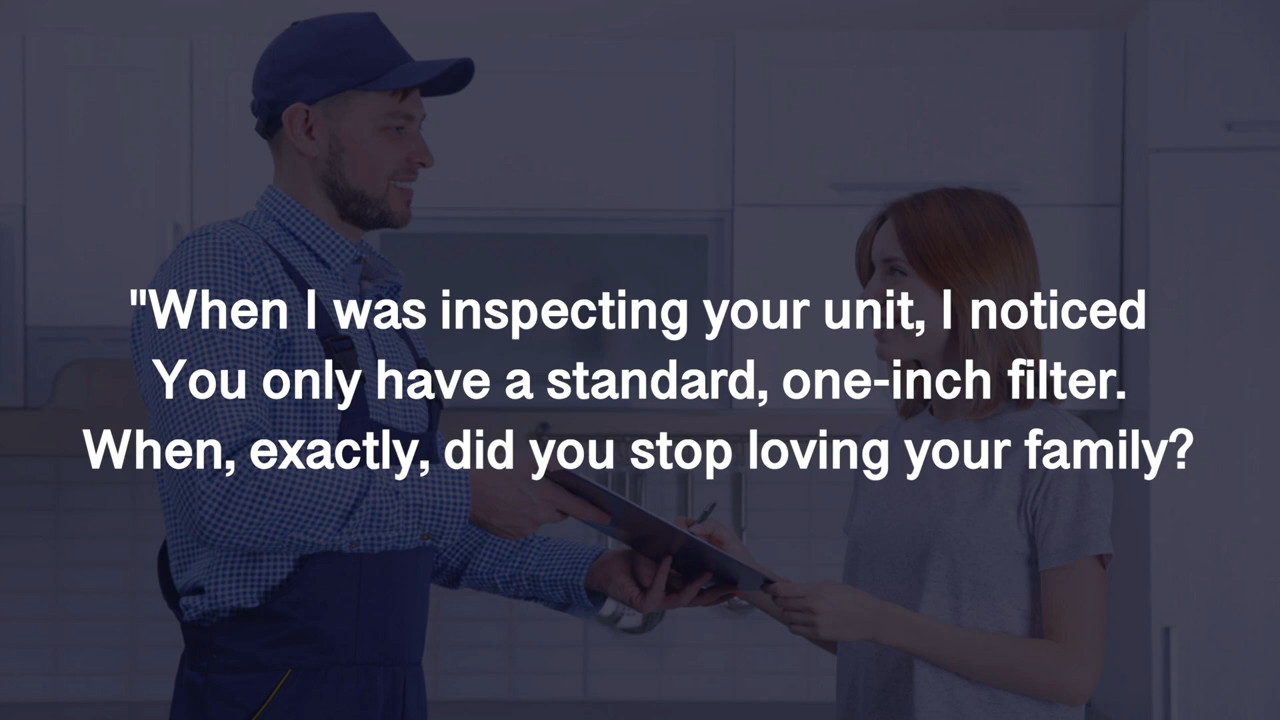 "When I was inspecting your unit, I noticed
You only have a standard, one-inch filter.
When, exactly, did you stop loving your family?